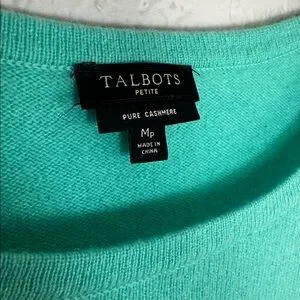 TALBOTS
PETITE
PURE CASHMERE
Mp
MADE IN
CHINA